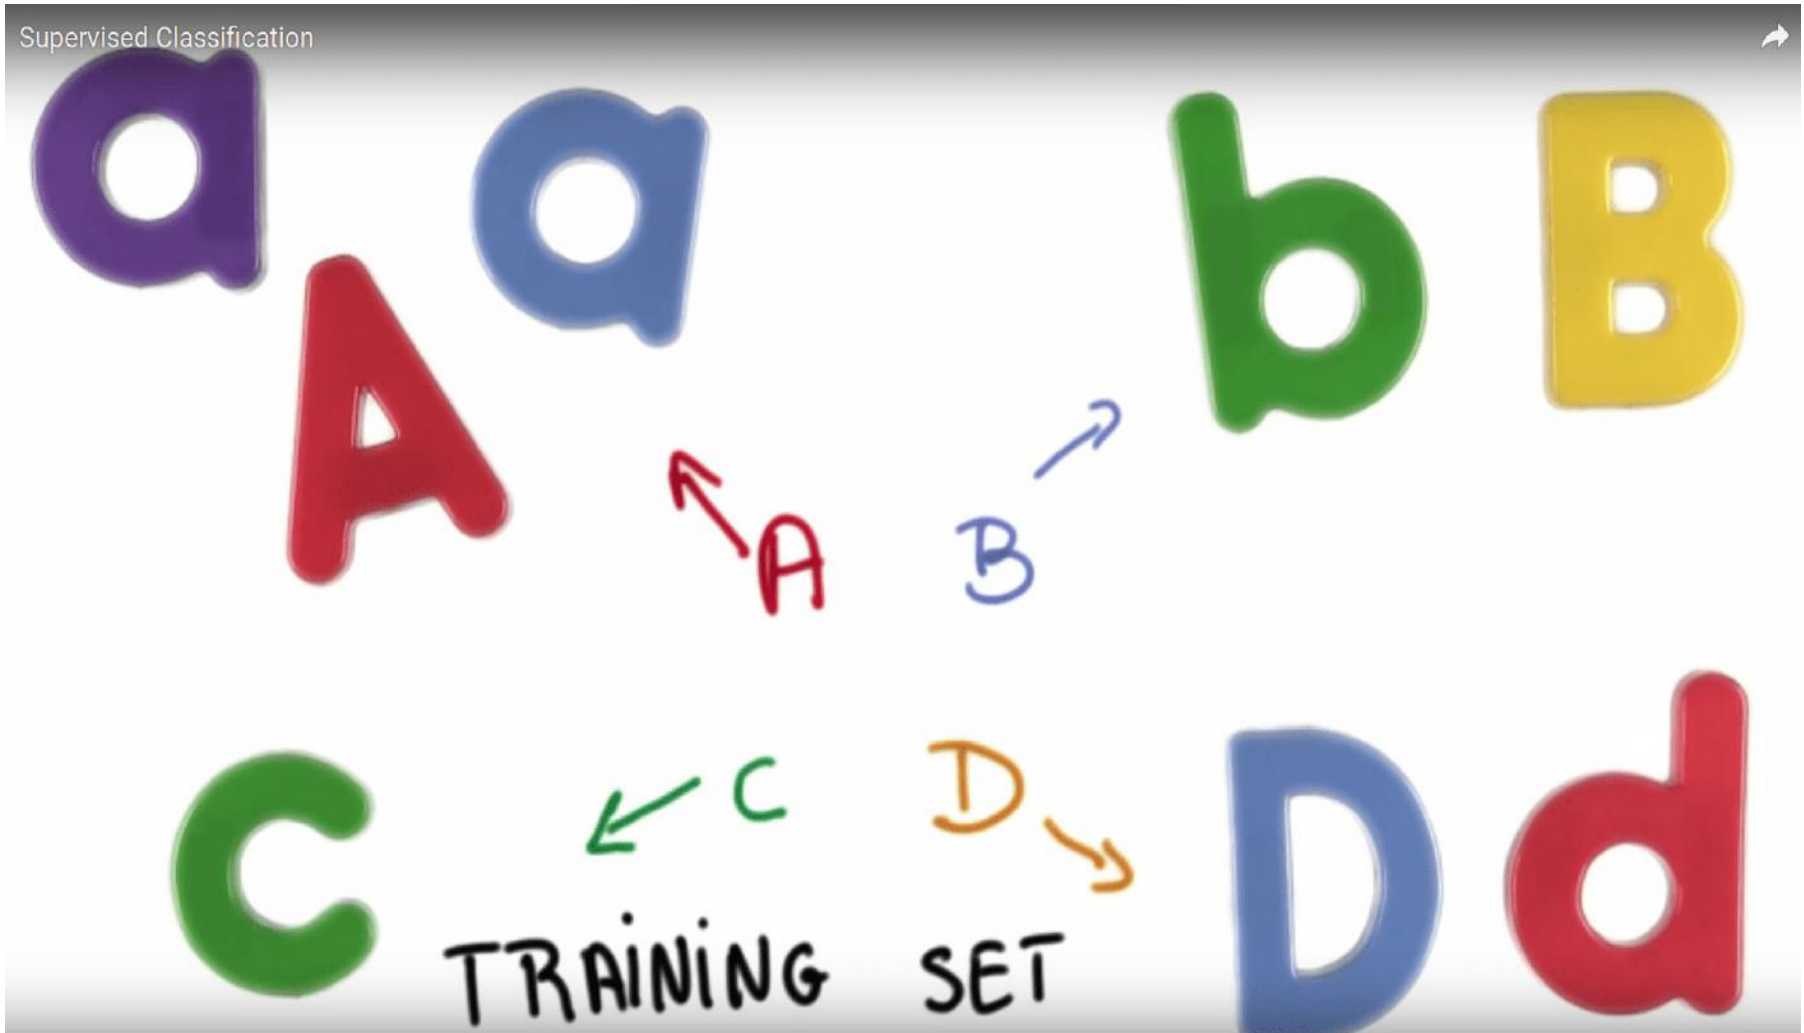 Supervised Classification
a a b B
A
A B
C C D D d
TRAINING SET